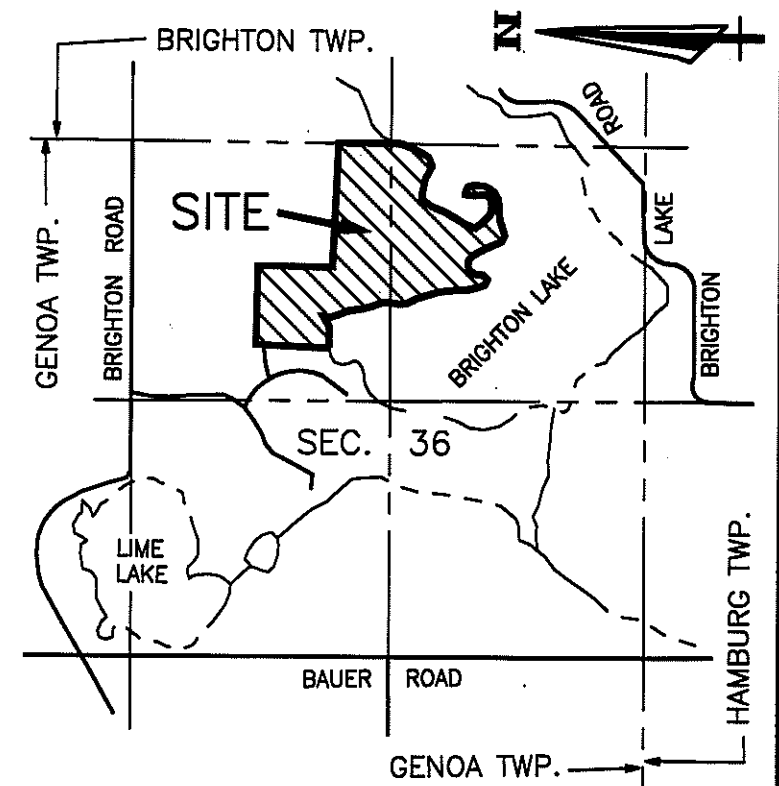 BRIGHTON TWP.
N
ROAD
SITE
GENOA TWP.
BRIGHTON ROAD
LAKE
BRIGHTON
BRIGHTON LAKE
SEC. 36
LIME
LAKE
HAMBURG TWP.
BAUER ROAD
GENOA TWP.